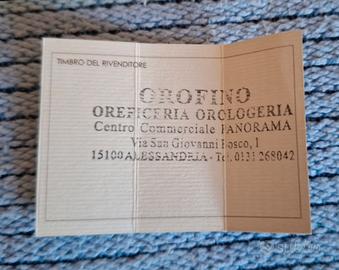 TIMBRO DEL RIVENDITORE
OROFINO
OREFICERIA OROLOGERIA
Centro Commerciale PANORAMA
Via San Giovanni Bosco, 1
15100 ALESSANDRIA - Tel. 0131 268042